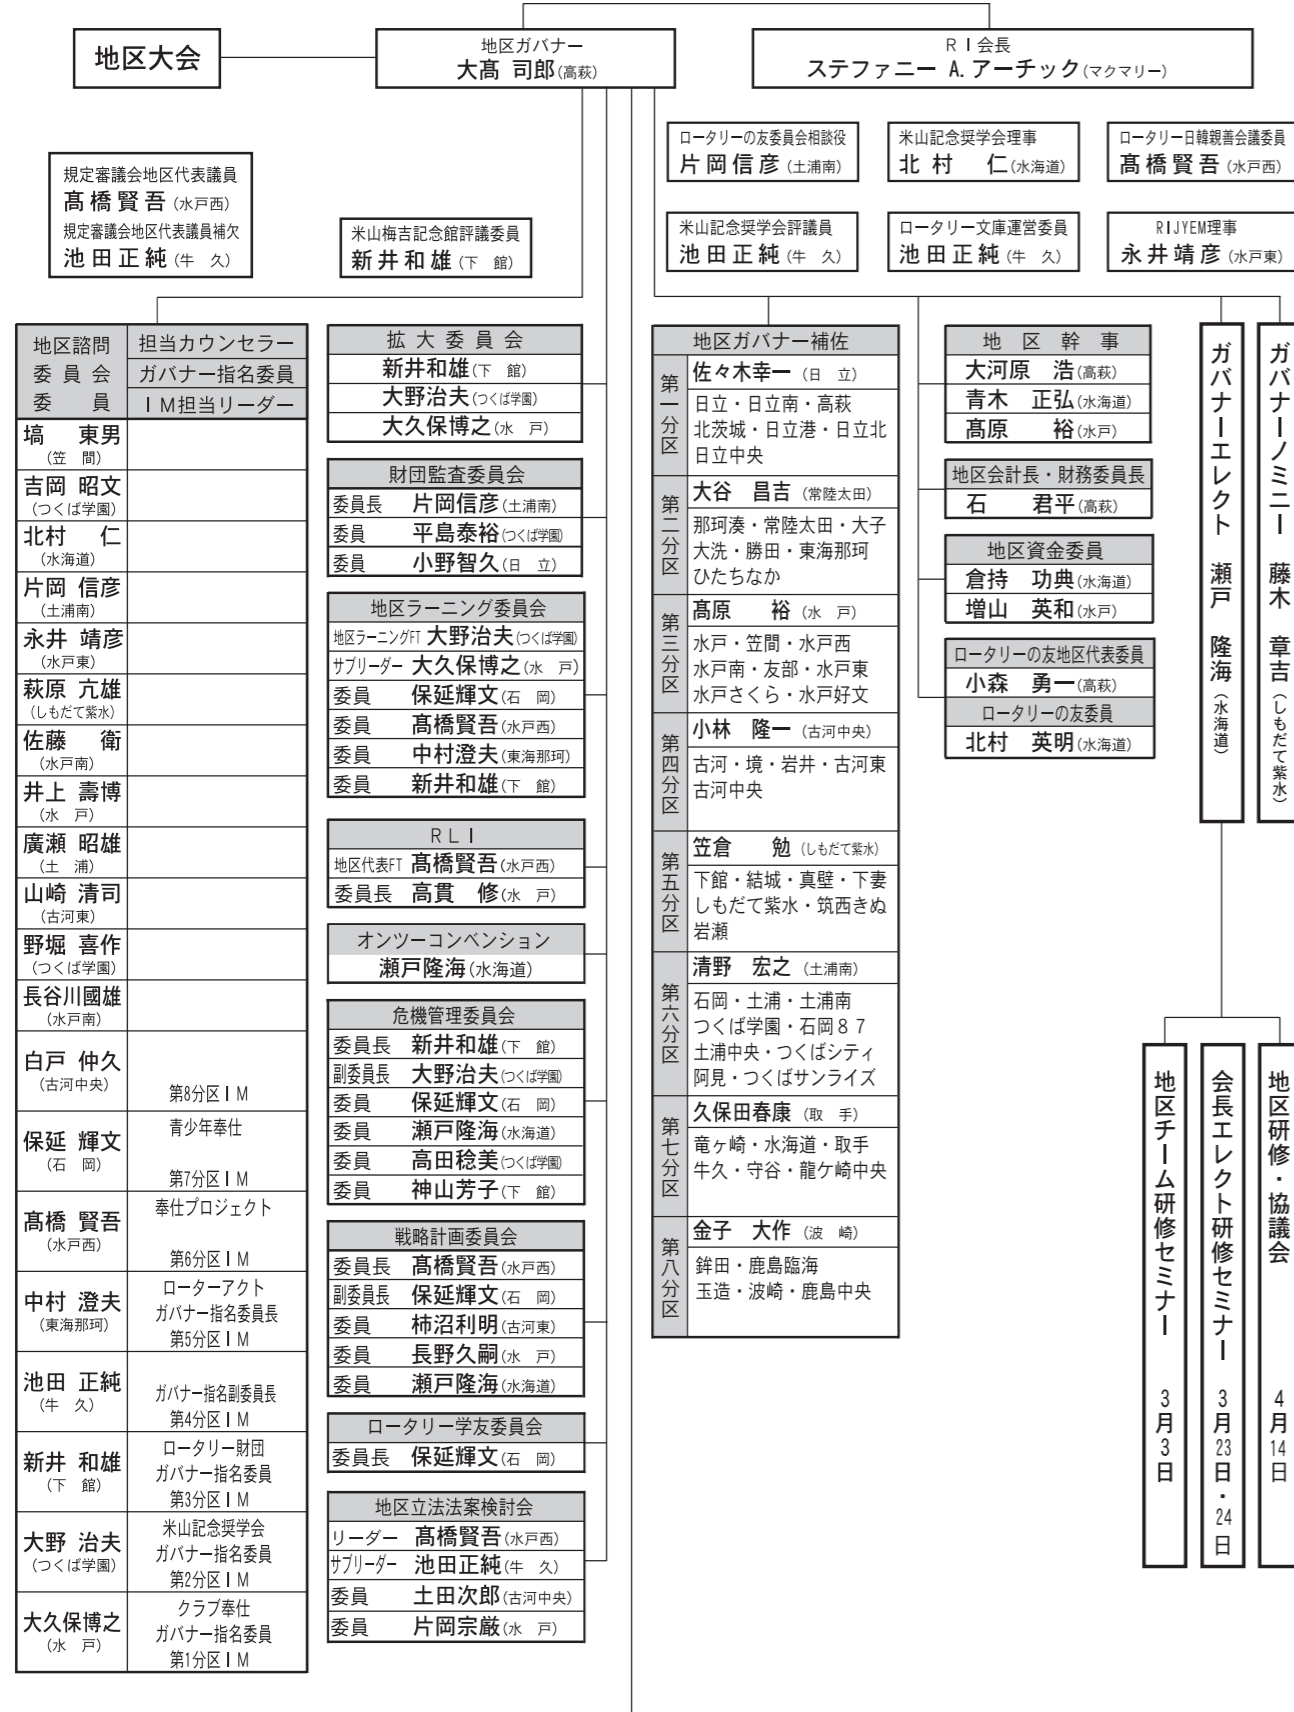 地区大会
地区ガバナー
大髙 司郎(高萩)
RI会長
ステファニー A.アーチック(マクマリー)
規定審議会地区代表議員
髙橋賢吾(水戸西)
規定審議会地区代表議員補欠
池田正純(牛 久)
米山梅吉記念館評議委員
新井和雄(下 館)
ロータリーの友委員会相談役
片岡信彦(土浦南)
米山記念奨学会理事
北村 仁(水海道)
ロータリー日韓親善会議委員
髙橋賢吾(水戸西)
米山記念奨学会評議員
池田正純(牛 久)
ロータリー文庫運営委員
池田正純(牛 久)
RIJYEM理事
永井靖彦(水戸東)
地区諮問
委員会
委 員
担当カウンセラー
ガバナー指名委員
IM担当リーダー
塙 東男
(笠 間)
吉岡 昭文
(つくば学園)
北村 仁
(水海道)
片岡 信彦
(土浦南)
永井 靖彦
(水戸東)
萩原 亢雄
(しもだて紫水)
佐藤 衛
(水戸南)
井上 壽博
(水 戸)
廣瀬 昭雄
(土 浦)
山崎 清司
(古河東)
野堀 喜作
(つくば学園)
長谷川國雄
(水戸南)
白戸 仲久
(古河中央)
第8分区IM
保延 輝文
(石 岡)
青少年奉仕
第7分区IM
髙橋 賢吾
(水戸西)
奉仕プロジェクト
第6分区IM
中村 澄夫
(東海那珂)
ローターアクト
ガバナー指名委員長
第5分区IM
池田 正純
(牛 久)
ガバナー指名副委員長
第4分区IM
新井 和雄
(下 館)
ロータリー財団
ガバナー指名委員
第3分区IM
大野 治夫
(つくば学園)
米山記念奨学会
ガバナー指名委員
第2分区IM
大久保博之
(水 戸)
クラブ奉仕
ガバナー指名委員
第1分区IM
拡大委員会
新井和雄(下 館)
大野治夫(つくば学園)
大久保博之(水 戸)
財団監査委員会
委員長 片岡信彦(土浦南)
委員 平島泰裕(つくば学園)
委員 小野智久(日 立)
地区ラーニング委員会
地区ラーニングFT 大野治夫(つくば学園)
サブリーダー 大久保博之(水 戸)
委員 保延輝文(石 岡)
委員 髙橋賢吾(水戸西)
委員 中村澄夫(東海那珂)
委員 新井和雄(下 館)
RLI
地区代表FT 髙橋賢吾(水戸西)
委員長 高貫 修(水 戸)
オンツーコンベンション
瀬戸隆海(水海道)
危機管理委員会
委員長 新井和雄(下 館)
副委員長 大野治夫(つくば学園)
委員 保延輝文(石 岡)
委員 瀬戸隆海(水海道)
委員 高田稔美(つくば学園)
委員 神山芳子(下 館)
戦略計画委員会
委員長 髙橋賢吾(水戸西)
副委員長 保延輝文(石 岡)
委員 柿沼利明(古河東)
委員 長野久嗣(水 戸)
委員 瀬戸隆海(水海道)
ロータリー学友委員会
委員長 保延輝文(石 岡)
地区立法法案検討会
リーダー 髙橋賢吾(水戸西)
サブリーダー 池田正純(牛 久)
委員 土田次郎(古河中央)
委員 片岡宗厳(水 戸)
地区ガバナー補佐
第一分区
佐々木幸一(日 立)
日立・日立南・高萩
北茨城・日立港・日立北
日立中央
第二分区
大谷 昌吉(常陸太田)
那珂湊・常陸太田・大子
大洗・勝田・東海那珂
ひたちなか
第三分区
髙原 裕(水 戸)
水戸・笠間・水戸西
水戸南・友部・水戸東
水戸さくら・水戸好文
第四分区
小林 隆一(古河中央)
古河・境・岩井・古河東
古河中央
第五分区
笠倉 勉(しもだて紫水)
下館・結城・真壁・下妻
しもだて紫水・筑西きぬ
岩瀬
第六分区
清野 宏之(土浦南)
石岡・土浦・土浦南
つくば学園・石岡87
土浦中央・つくばシティ
阿見・つくばサンライズ
第七分区
久保田春康(取 手)
竜ヶ崎・水海道・取手
牛久・守谷・龍ケ崎中央
第八分区
金子 大作(波 崎)
鉾田・鹿島臨海
玉造・波崎・鹿島中央
地区幹事
大河原 浩(高萩)
青木 正弘(水海道)
髙原 裕(水戸)
地区会計長・財務委員長
石 君平(高萩)
地区資金委員
倉持 功典(水海道)
増山 英和(水戸)
ロータリーの友地区代表委員
小森 勇一(高萩)
ロータリーの友委員
北村 英明(水海道)
ガバナーエレクト 瀬戸 隆海(水海道)
ガバナーノミニー 藤木 章吉(しもだて紫水)
地区チーム研修セミナー 3月3日
会長エレクト研修セミナー 3月23日・24日
地区研修・協議会 4月14日